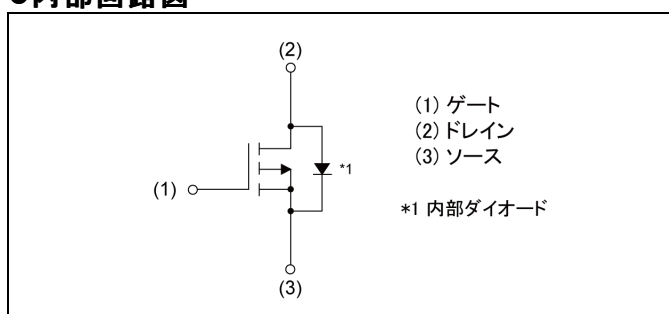 ●内部回路図
(2)
(1) ゲート
(2) ドレイン
(3) ソース
*1
(1)
*1 内部ダイオード
(3)